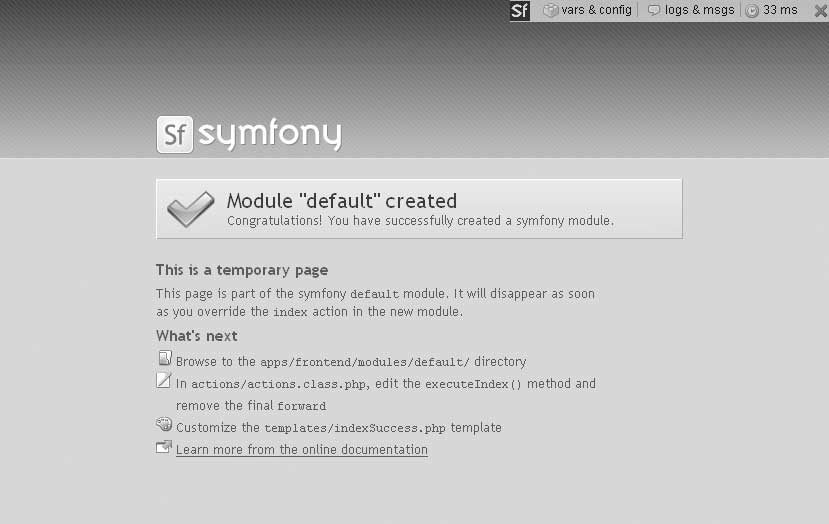 Sf vars & config logs & msgs 33 ms
Sf symfony
Module "default" created
Congratulations! You have successfully created a symfony module.
This is a temporary page
This page is part of the symfony default module. It will disappear as soon
as you override the index action in the new module.
What's next
Browse to the apps/frontend/modules/default/ directory
In actions/actions.class.php, edit the executeIndex() method and
remove the final forward
Customize the templates/indexSuccess.php template
Learn more from the online documentation